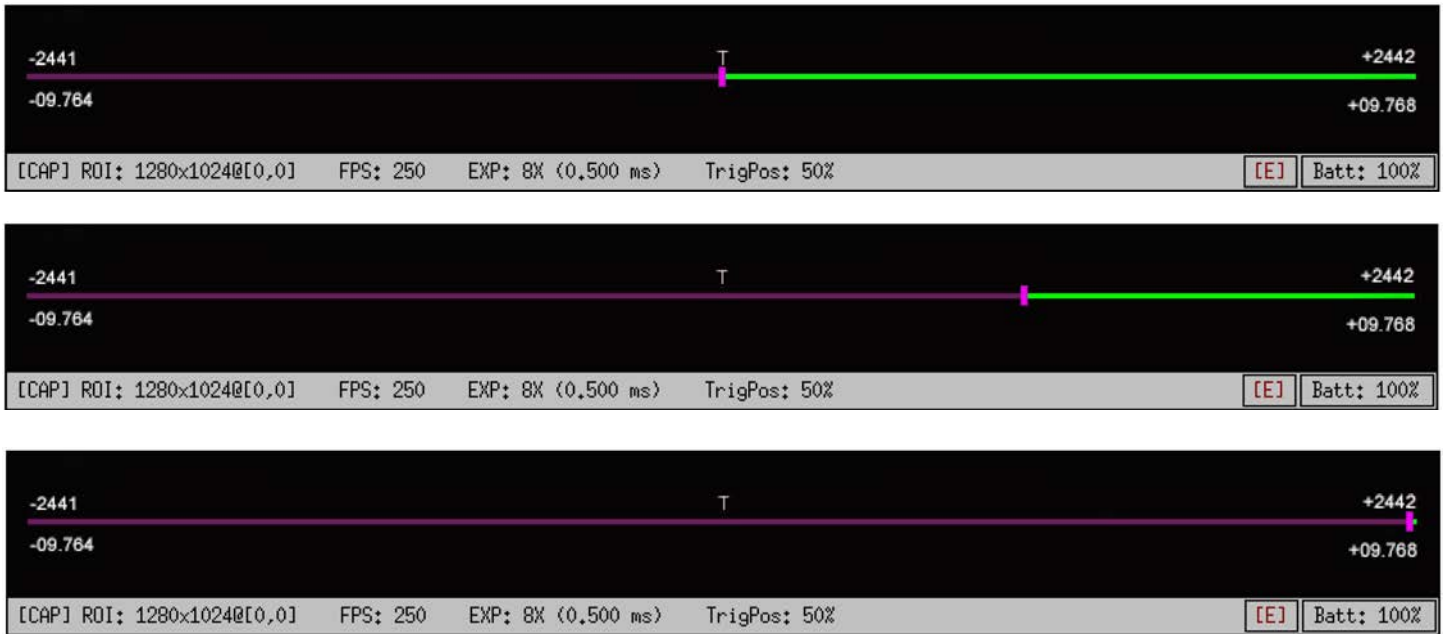 T
-2441 +2442
-09.764 +09.768
[CAP] ROI: 1280x1024@[0,0] FPS: 250 EXP: 8X (0.500 ms) TrigPos: 50% [E] Batt: 100%
-2441 T +2442
-09.764 +09.768
[CAP] ROI: 1280x1024@[0,0] FPS: 250 EXP: 8X (0.500 ms) TrigPos: 50% [E] Batt: 100%
-2441 T +2442
-09.764 +09.768
[CAP] ROI: 1280x1024@[0,0] FPS: 250 EXP: 8X (0.500 ms) TrigPos: 50% [E] Batt: 100%